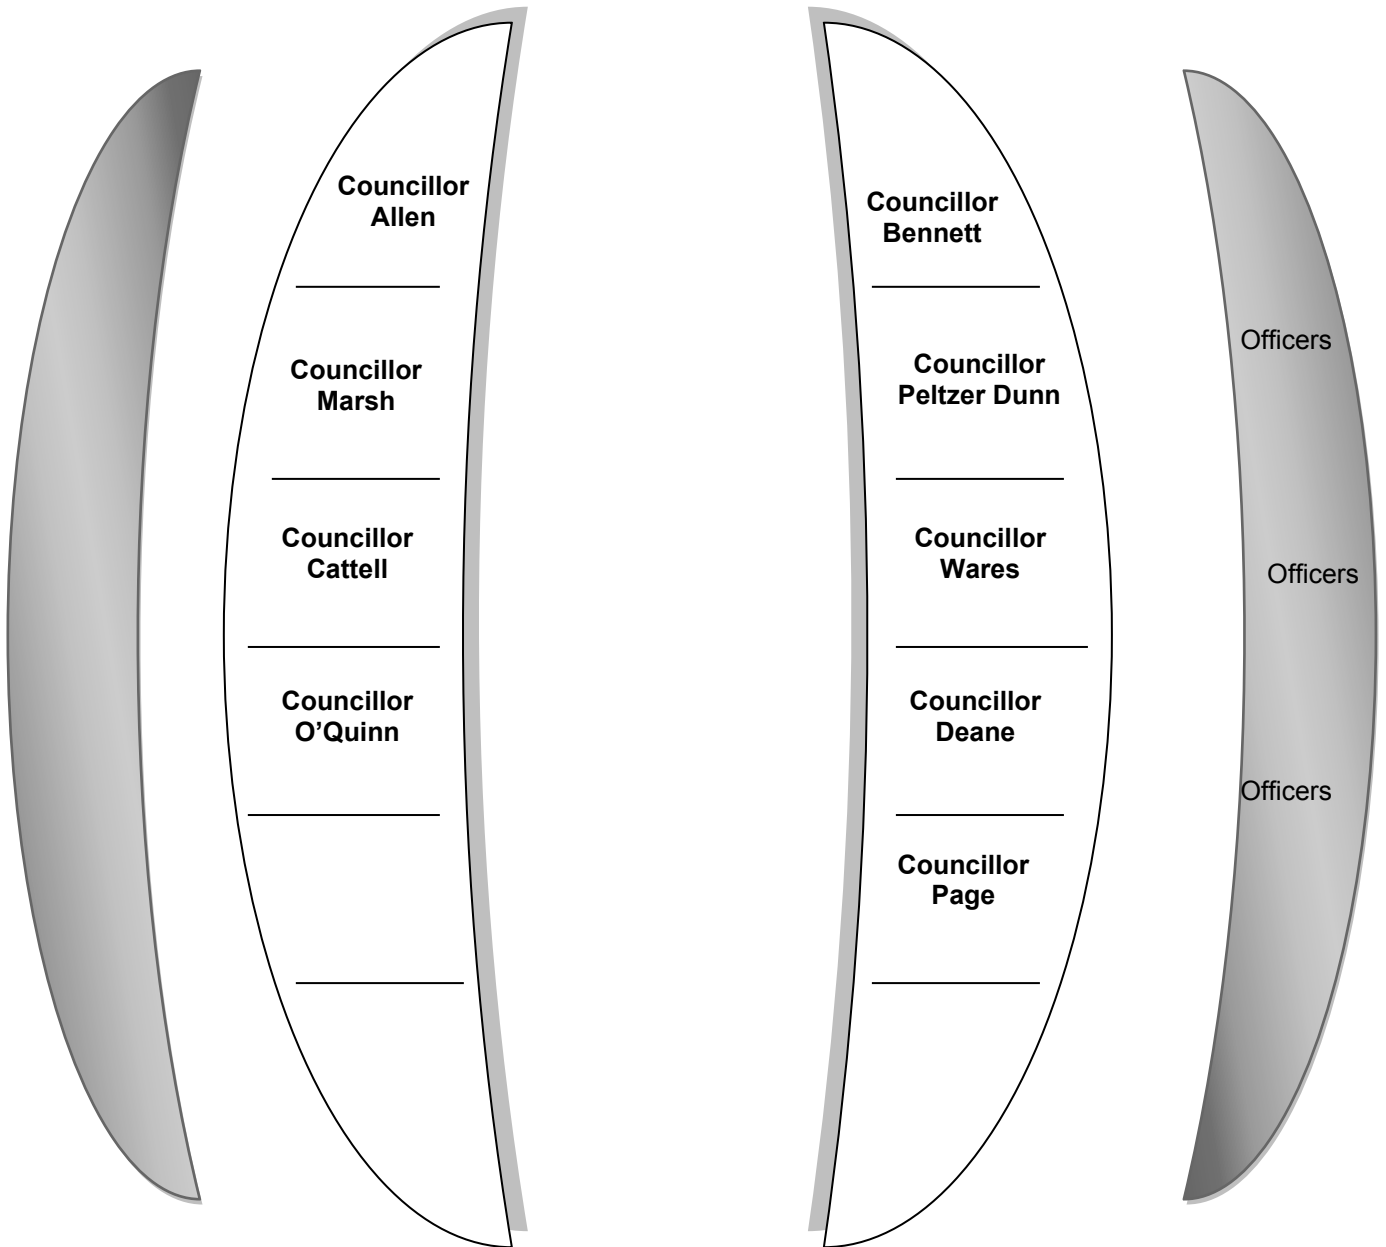 Councillor
Allen
Councillor
Marsh
Councillor
Cattell
Councillor
O’Quinn
Councillor
Bennett
Councillor
Peltzer Dunn
Councillor
Wares
Councillor
Deane
Councillor
Page
Officers
Officers
Officers